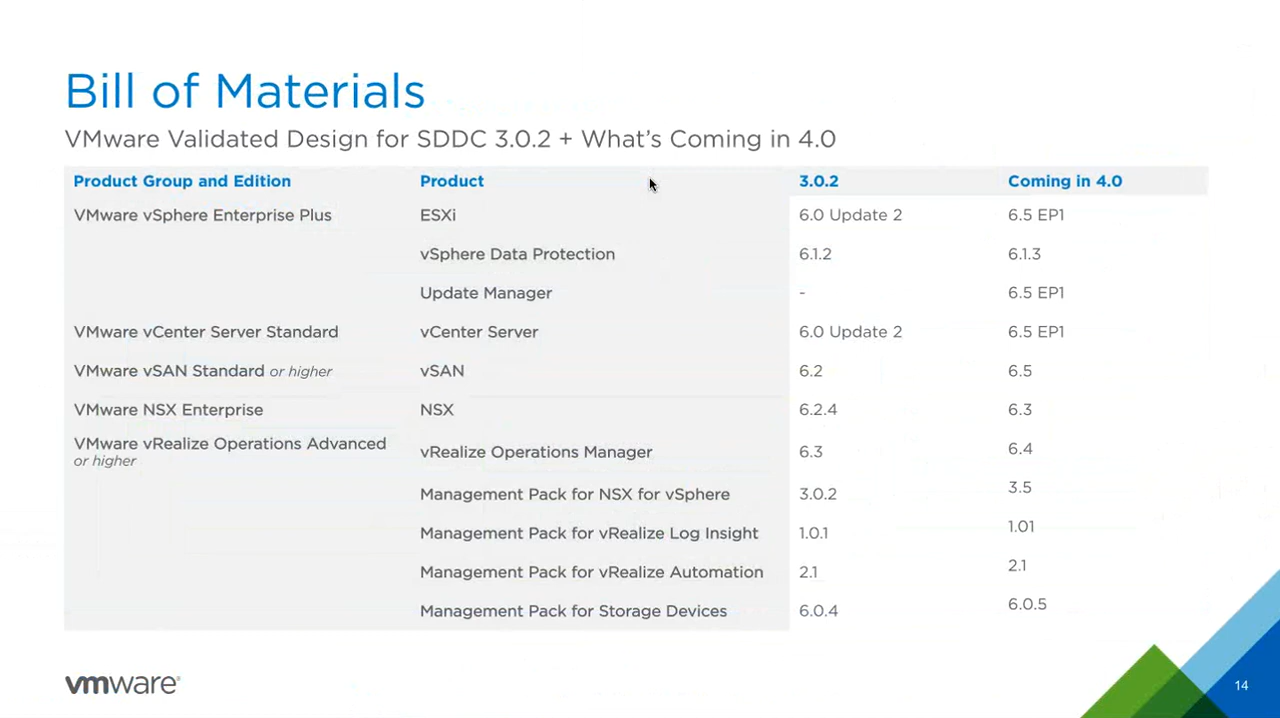 Bill of Materials
VMware Validated Design for SDDC 3.0.2 + What's Coming in 4.0
Product Group and Edition Product 3.0.2 Coming in 4.0
VMware vSphere Enterprise Plus ESXi 6.0 Update 2 6.5 EP1
vSphere Data Protection 6.1.2 6.1.3
Update Manager - 6.5 EP1
VMware vCenter Server Standard vCenter Server 6.0 Update 2 6.5 EP1
VMware vSAN Standard or higher vSAN 6.2 6.5
VMware NSX Enterprise NSX 6.2.4 6.3
VMware vRealize Operations Advanced
or higher
vRealize Operations Manager 6.3 6.4
Management Pack for NSX for vSphere 3.0.2 3.5
Management Pack for vRealize Log Insight 1.0.1 1.01
Management Pack for vRealize Automation 2.1 2.1
Management Pack for Storage Devices 6.0.4 6.0.5
vmware®
14